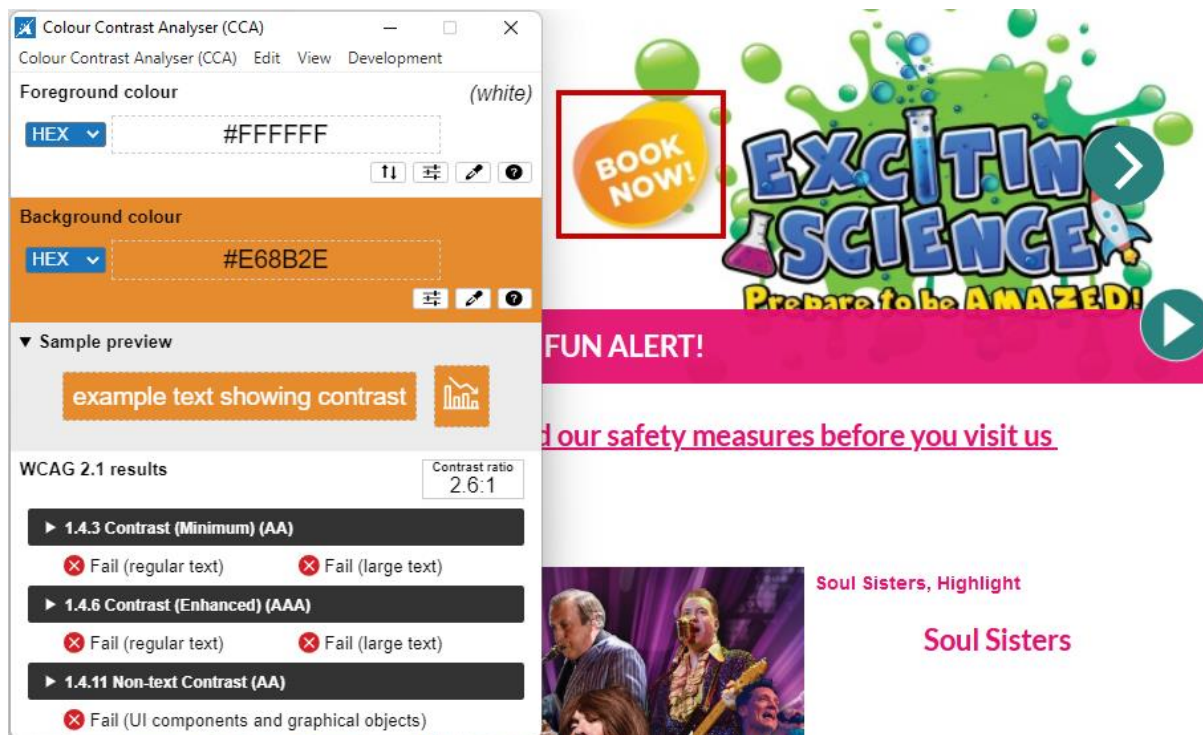 Colour Contrast Analyser (CCA)
Colour Contrast Analyser (CCA) Edit View Development
Foreground colour (white)
HEX #FFFFFF
Background colour
HEX #E68B2E
▼ Sample preview
example text showing contrast
WCAG 2.1 results
Contrast ratio
2.6:1
▶ 1.4.3 Contrast (Minimum) (AA)
Fail (regular text) Fail (large text)
▶ 1.4.6 Contrast (Enhanced) (AAA)
Fail (regular text) Fail (large text)
▶ 1.4.11 Non-text Contrast (AA)
Fail (UI components and graphical objects)
BOOK
NOW!
EXCITIN
SCIENCE
Prepare to be AMAZED!
FUN ALERT!
d our safety measures before you visit us
Soul Sisters, Highlight
Soul Sisters